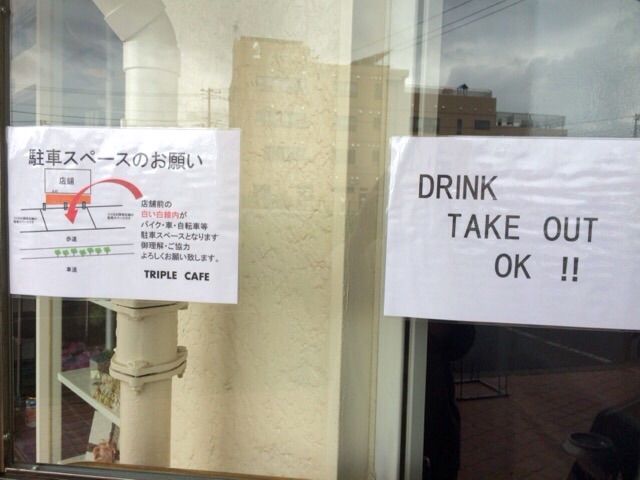 駐車スペースのお願い
店舗
店舗前の
白い白線内が
バイク・車・自転車等
駐車スペースとなります
御理解・ご協力
よろしくお願い致します。
歩道
車道
TRIPLE CAFE
DRINK
TAKE OUT
OK !!